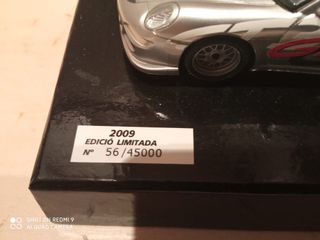 2009
EDICIÓ LIMITADA
Nº 56/45000
SHOT ON REDMI 9
AI QUAD CAMERA